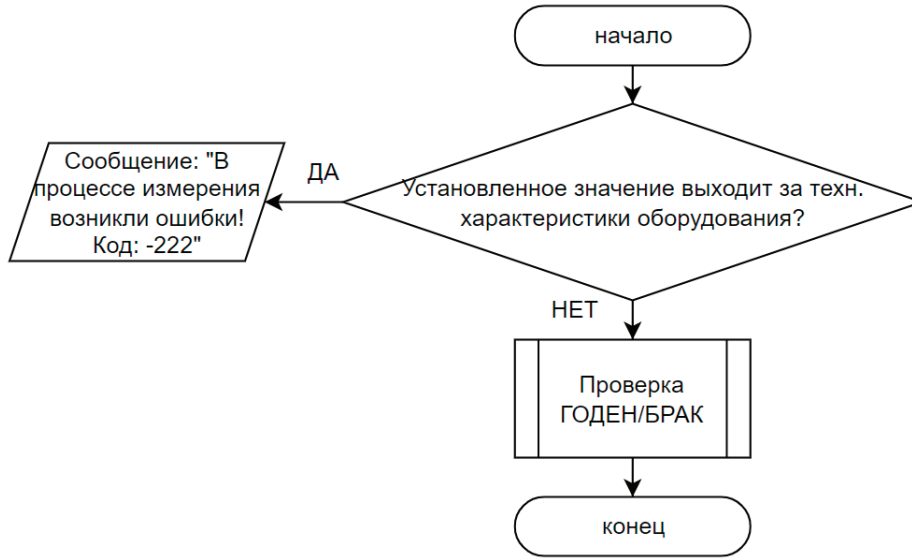 начало
Сообщение: "В
процессе измерения
возникли ошибки!
Код: -222"
ДА
Установленное значение выходит за техн.
характеристики оборудования?
НЕТ
Проверка
ГОДЕН/БРАК
конец